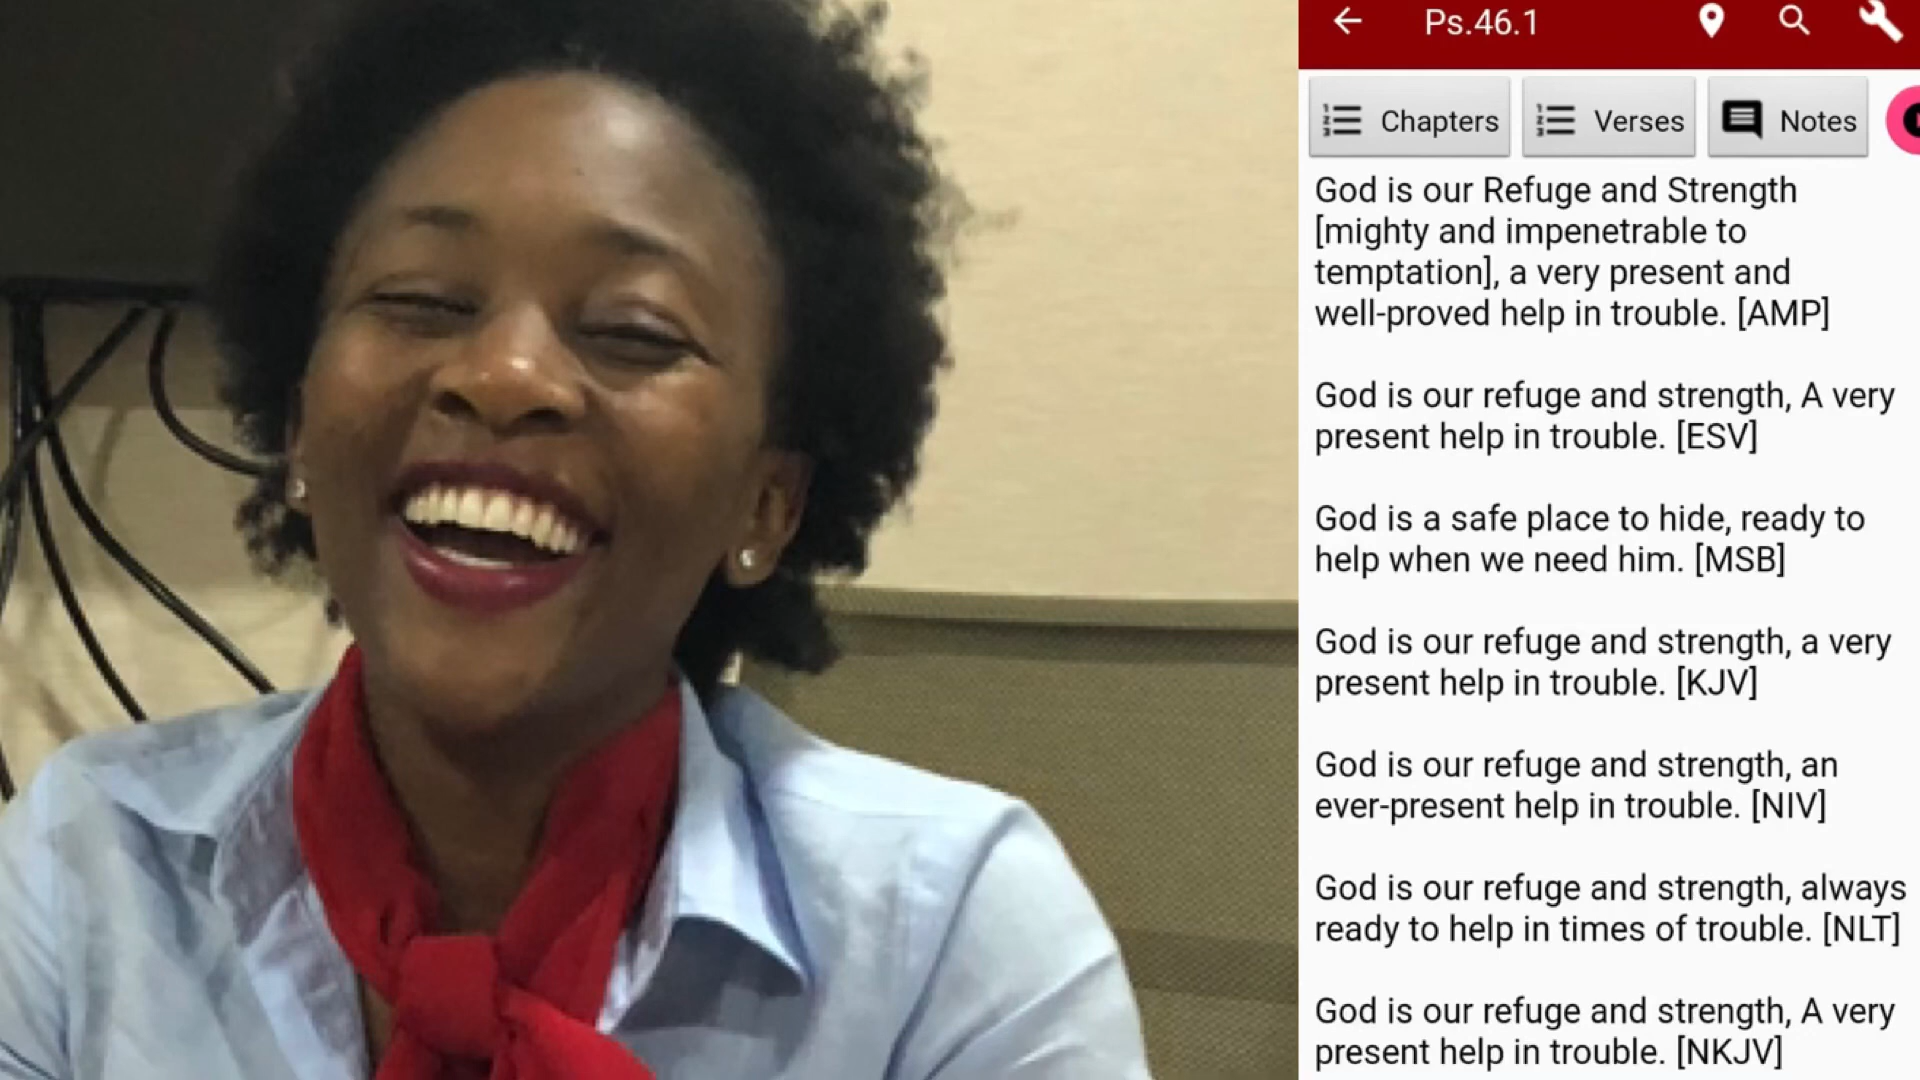 Ps.46.1
Chapters
Verses
Notes
God is our Refuge and Strength
[mighty and impenetrable to
temptation], a very present and
well-proved help in trouble. [AMP]
God is our refuge and strength, A very
present help in trouble. [ESV]
God is a safe place to hide, ready to
help when we need him. [MSB]
God is our refuge and strength, a very
present help in trouble. [KJV]
God is our refuge and strength, an
ever-present help in trouble. [NIV]
God is our refuge and strength, always
ready to help in times of trouble. [NLT]
God is our refuge and strength, A very
present help in trouble. [NKJV]